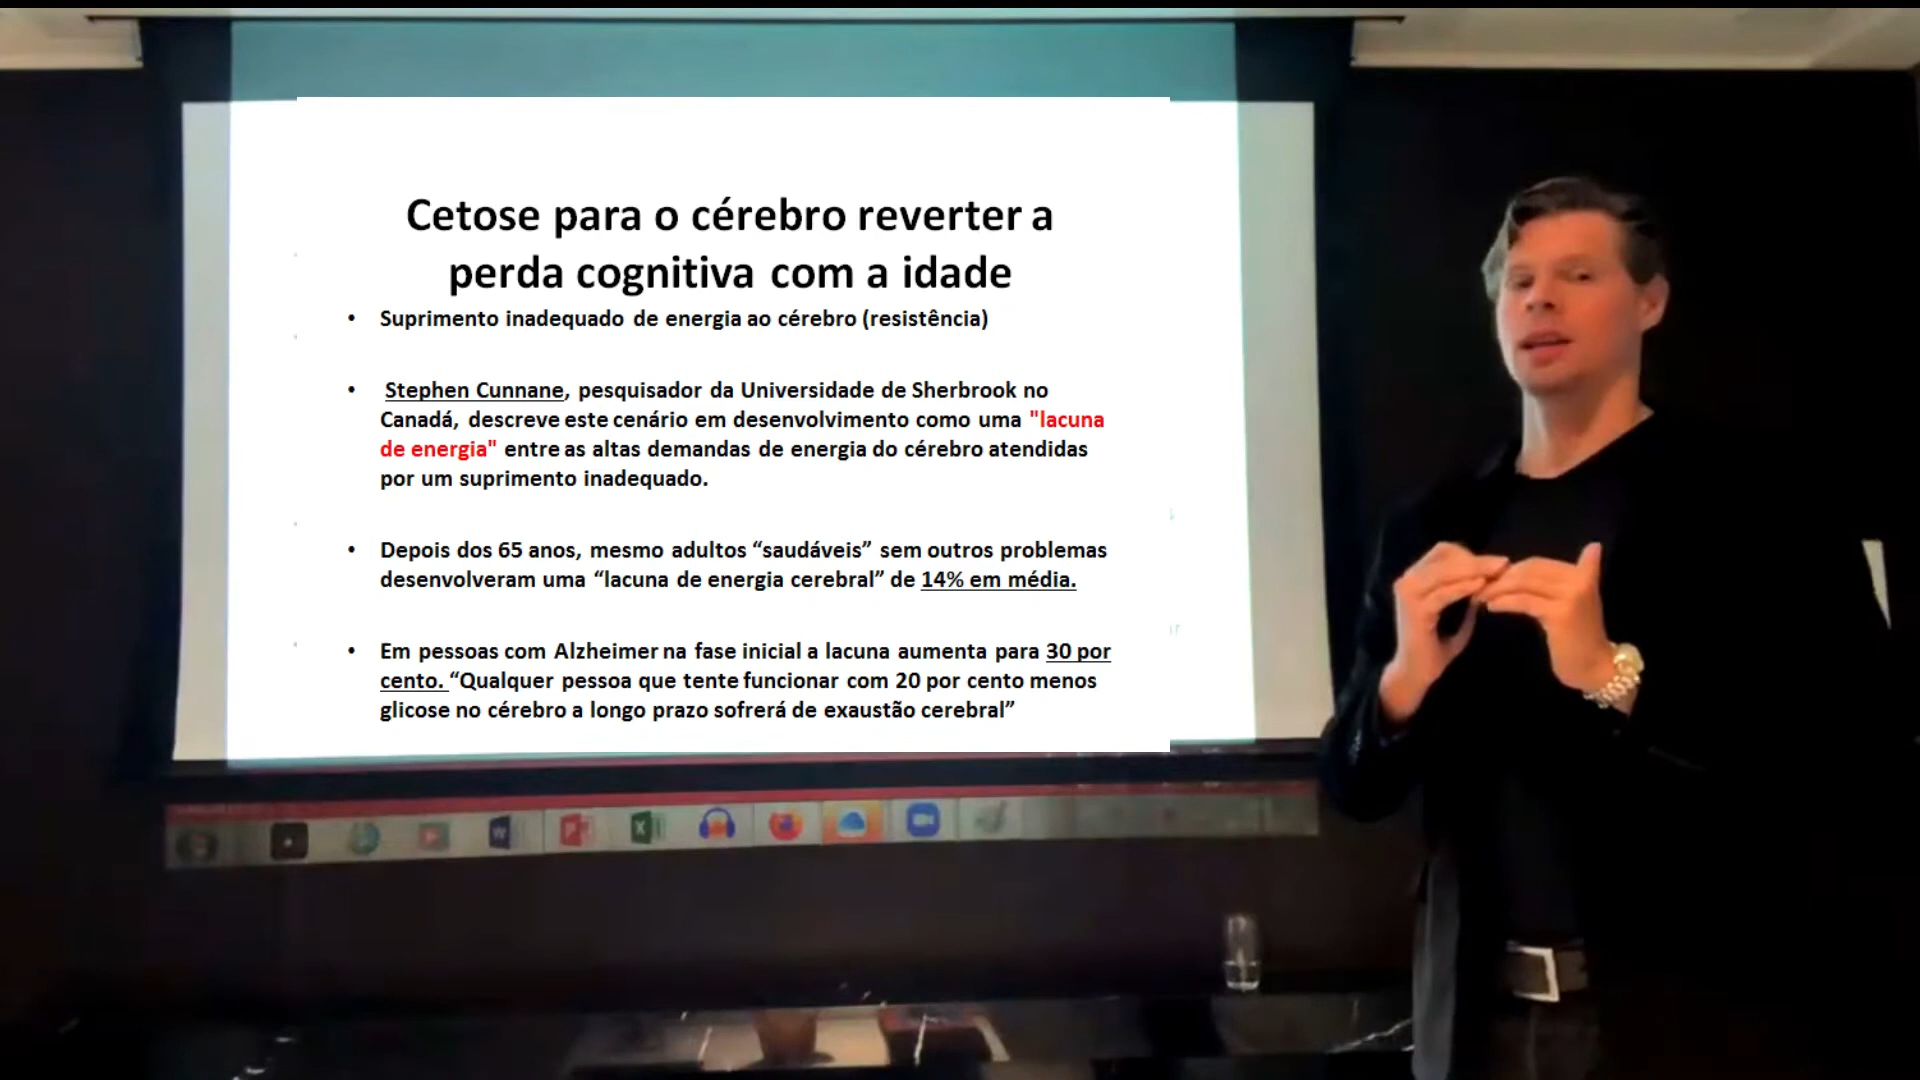 Cetose para o cérebro reverter a
perda cognitiva com a idade
• Suprimento inadequado de energia ao cérebro (resistência)
• Stephen Cunnane, pesquisador da Universidade de Sherbrook no
Canadá, descreve este cenário em desenvolvimento como uma "lacuna
de energia" entre as altas demandas de energia do cérebro atendidas
por um suprimento inadequado.
• Depois dos 65 anos, mesmo adultos “saudáveis” sem outros problemas
desenvolveram uma “lacuna de energia cerebral” de 14% em média.
• Em pessoas com Alzheimer na fase inicial a lacuna aumenta para 30 por
cento. “Qualquer pessoa que tente funcionar com 20 por cento menos
glicose no cérebro a longo prazo sofrerá de exaustão cerebral”